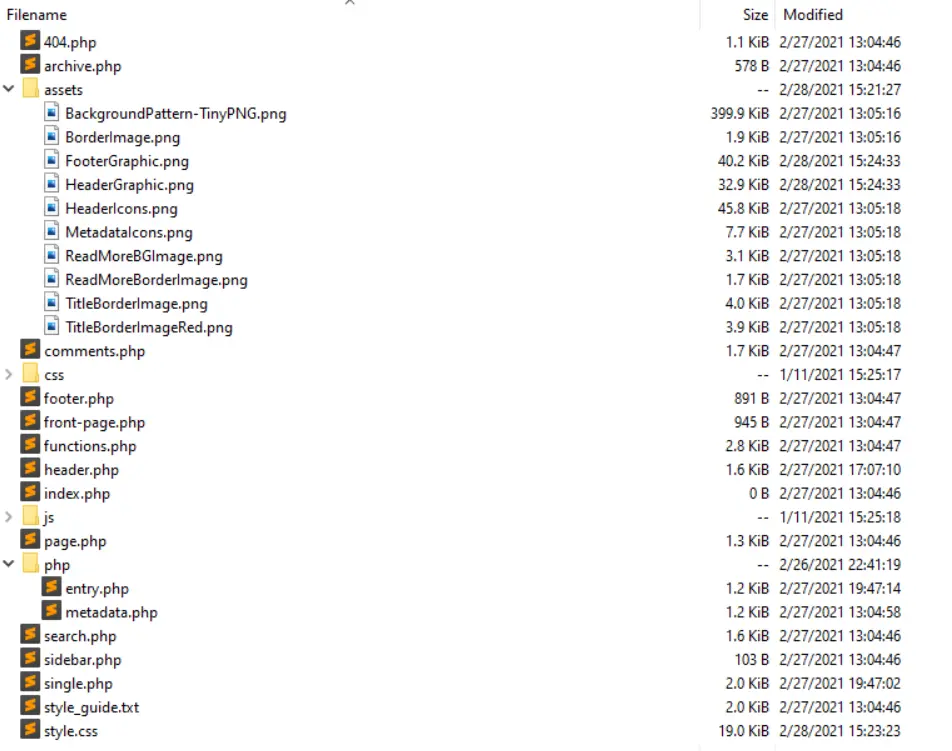 Filename Size Modified
404.php 1.1 KiB 2/27/2021 13:04:46
archive.php 578 B 2/27/2021 13:04:46
assets -- 2/28/2021 15:21:27
BackgroundPattern-TinyPNG.png 399.9 KiB 2/27/2021 13:05:16
BorderImage.png 1.9 KiB 2/27/2021 13:05:16
FooterGraphic.png 40.2 KiB 2/28/2021 15:24:33
HeaderGraphic.png 32.9 KiB 2/28/2021 15:24:33
HeaderIcons.png 45.8 KiB 2/27/2021 13:05:18
MetadataIcons.png 7.7 KiB 2/27/2021 13:05:18
ReadMoreBGImage.png 3.1 KiB 2/27/2021 13:05:18
ReadMoreBorderImage.png 1.7 KiB 2/27/2021 13:05:18
TitleBorderImage.png 4.0 KiB 2/27/2021 13:05:18
TitleBorderImageRed.png 3.9 KiB 2/27/2021 13:05:18
comments.php 1.7 KiB 2/27/2021 13:04:47
css -- 1/11/2021 15:25:17
footer.php 891 B 2/27/2021 13:04:47
front-page.php 945 B 2/27/2021 13:04:47
functions.php 2.8 KiB 2/27/2021 13:04:47
header.php 1.6 KiB 2/27/2021 17:07:10
index.php 0 B 2/27/2021 13:04:46
js -- 1/11/2021 15:25:18
page.php 1.3 KiB 2/27/2021 13:04:46
php -- 2/26/2021 22:41:19
entry.php 1.2 KiB 2/27/2021 19:47:14
metadata.php 1.2 KiB 2/27/2021 13:04:58
search.php 1.6 KiB 2/27/2021 13:04:46
sidebar.php 103 B 2/27/2021 13:04:46
single.php 2.0 KiB 2/27/2021 19:47:02
style_guide.txt 2.0 KiB 2/27/2021 13:04:46
style.css 19.0 KiB 2/28/2021 15:23:23